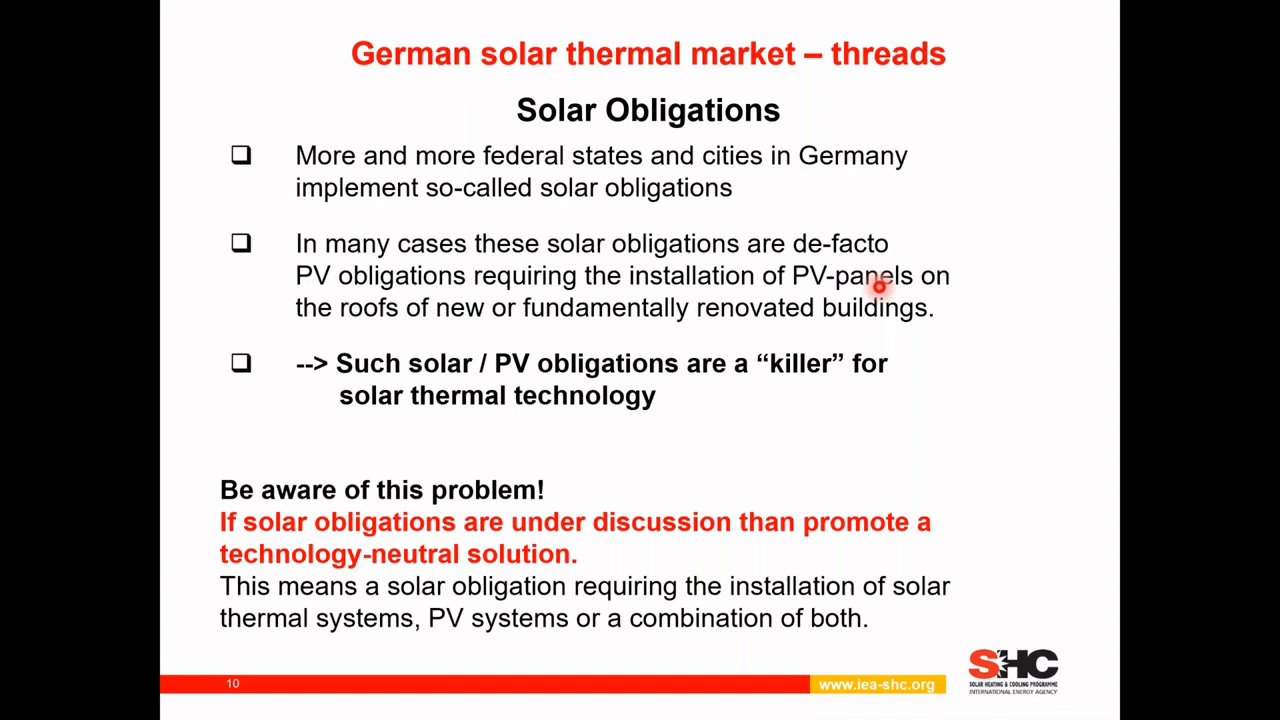 German solar thermal market – threads
Solar Obligations
❑ More and more federal states and cities in Germany
implement so-called solar obligations
❑ In many cases these solar obligations are de-facto
PV obligations requiring the installation of PV-panels on
the roofs of new or fundamentally renovated buildings.
❑ --> Such solar / PV obligations are a “killer” for
solar thermal technology
Be aware of this problem!
If solar obligations are under discussion than promote a
technology-neutral solution.
This means a solar obligation requiring the installation of solar
thermal systems, PV systems or a combination of both.
SHC
SOLAR HEATING & COOLING PROGRAMME
INTERNATIONAL ENERGY AGENCY
10
www.iea-shc.org